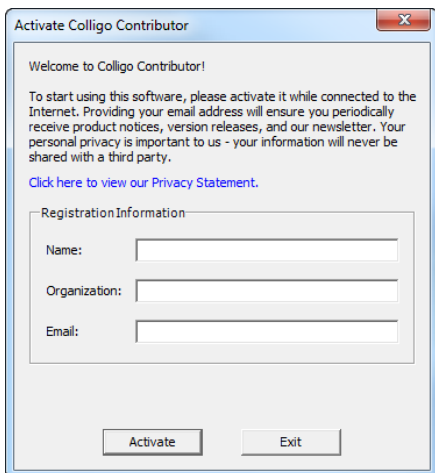 Activate Colligo Contributor
Welcome to Colligo Contributor!
To start using this software, please activate it while connected to the
Internet. Providing your email address will ensure you periodically
receive product notices, version releases, and our newsletter. Your
personal privacy is important to us - your information will never be
shared with a third party.
Click here to view our Privacy Statement.
Registration Information
Name:
Organization:
Email:
Activate Exit